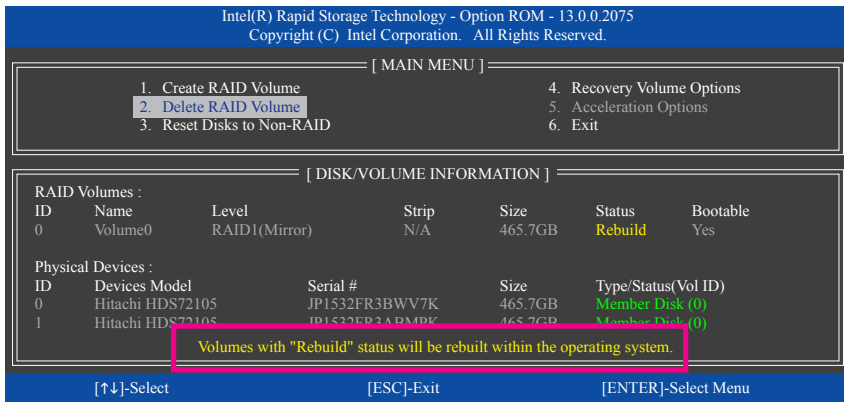 Intel(R) Rapid Storage Technology - Option ROM - 13.0.0.2075
Copyright (C) Intel Corporation. All Rights Reserved.
[ MAIN MENU ]
1. Create RAID Volume
2. Delete RAID Volume
3. Reset Disks to Non-RAID
4. Recovery Volume Options
5. Acceleration Options
6. Exit
[ DISK/VOLUME INFORMATION ]
RAID Volumes :
ID Name Level Strip Size Status Bootable
0 Volume0 RAID1(Mirror) N/A 465.7GB Rebuild Yes
Physical Devices :
ID Devices Model Serial # Size Type/Status(Vol ID)
0 Hitachi HDS72105 JP1532FR3BWV7K 465.7GB Member Disk (0)
1 Hitachi HDS72105 JP1532FR3ABMPK 465.7GB Member Disk (0)
Volumes with "Rebuild" status will be rebuilt within the operating system.
[↑↓]-Select [ESC]-Exit [ENTER]-Select Menu